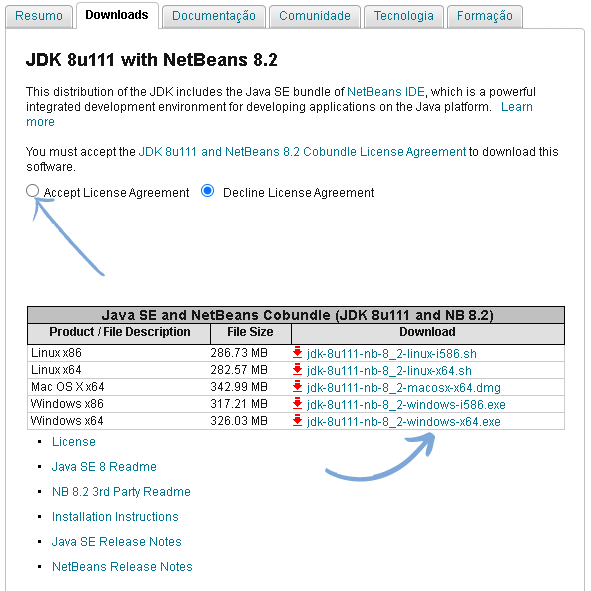 Resumo Downloads Documentação Comunidade Tecnologia Formação
JDK 8u111 with NetBeans 8.2
This distribution of the JDK includes the Java SE bundle of NetBeans IDE, which is a powerful
integrated development environment for developing applications on the Java platform. Learn
more
You must accept the JDK 8u111 and NetBeans 8.2 Cobundle License Agreement to download this
software.
Accept License Agreement Decline License Agreement
Java SE and NetBeans Cobundle (JDK 8u111 and NB 8.2)
Product / File Description File Size Download
Linux x86 286.73 MB jdk-8u111-nb-8_2-linux-i586.sh
Linux x64 282.57 MB jdk-8u111-nb-8_2-linux-x64.sh
Mac OS X x64 342.99 MB jdk-8u111-nb-8_2-macosx-x64.dmg
Windows x86 317.21 MB jdk-8u111-nb-8_2-windows-i586.exe
Windows x64 326.03 MB jdk-8u111-nb-8_2-windows-x64.exe
License
Java SE 8 Readme
NB 8.2 3rd Party Readme
Installation Instructions
Java SE Release Notes
NetBeans Release Notes